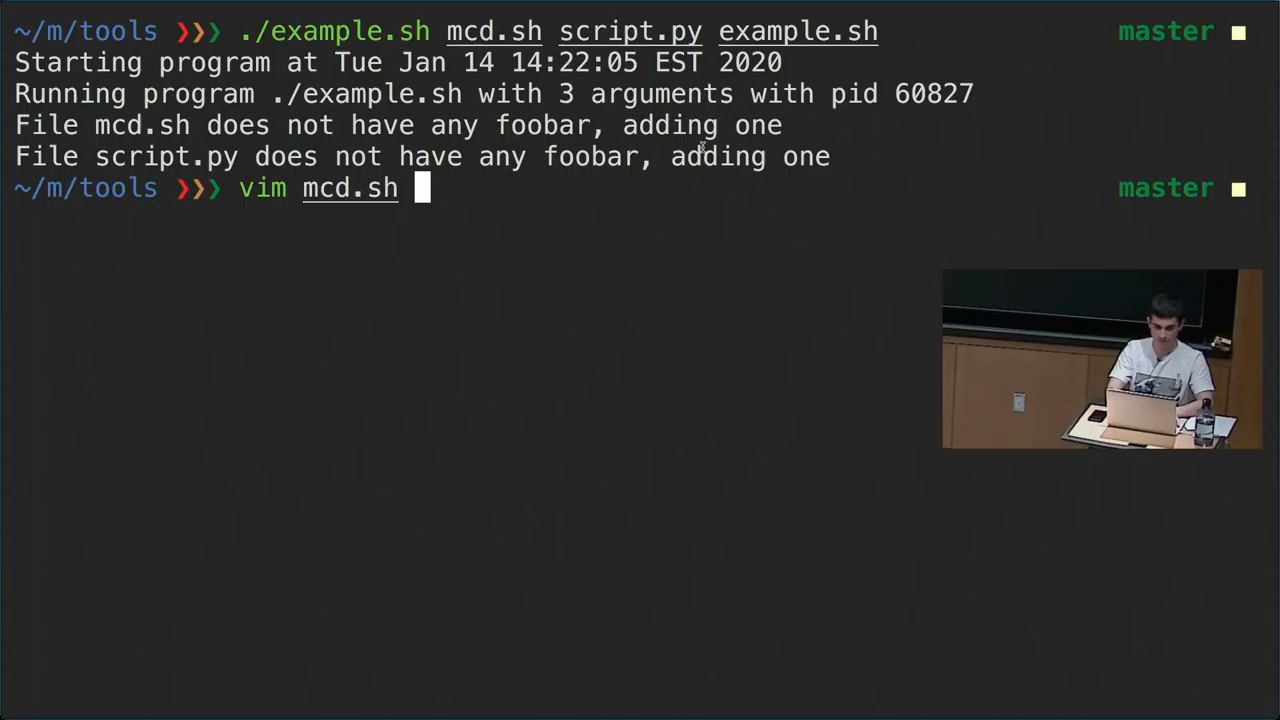 ~/m/tools ❯❯❯ ./example.sh mcd.sh script.py example.sh master ■
Starting program at Tue Jan 14 14:22:05 EST 2020
Running program ./example.sh with 3 arguments with pid 60827
File mcd.sh does not have any foobar, adding one
File script.py does not have any foobar, adding one
~/m/tools ❯❯❯ vim mcd.sh master ■